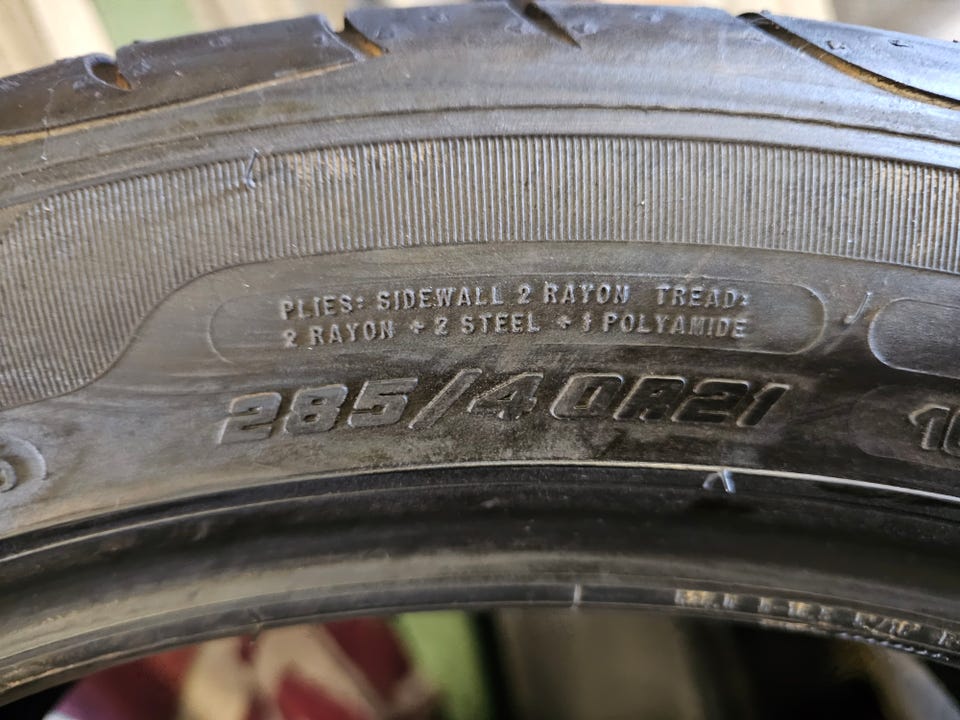 PLIES: SIDEWALL 2 RAYON TREAD:
2 RAYON + 2 STEEL + 1 POLYAMIDE
285/40R21